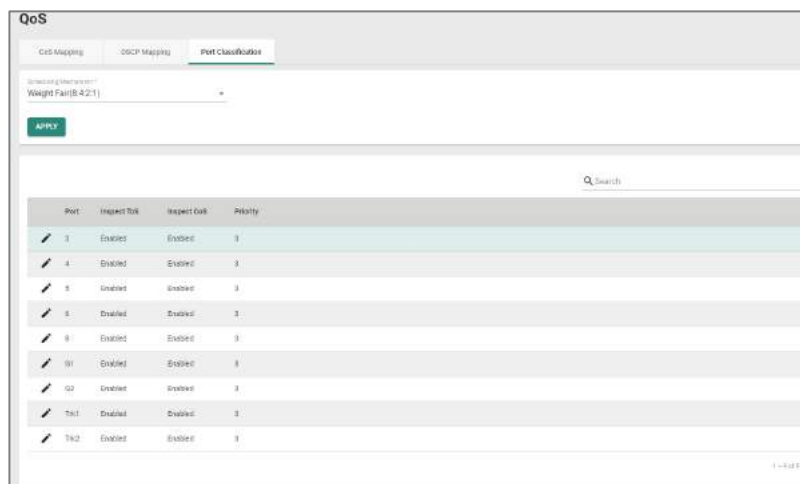 QoS
CoS Mapping DSCP Mapping Port Classification
Scheduling Mechanism *
Weight Fair(8:4:2:1)
APPLY
Search
Port Inspect ToS Inspect CoS Priority
3 Enabled Enabled 3
4 Enabled Enabled 3
5 Enabled Enabled 3
6 Enabled Enabled 3
8 Enabled Enabled 3
G1 Enabled Enabled 3
G2 Enabled Enabled 3
Trk1 Enabled Enabled 3
Trk2 Enabled Enabled 3